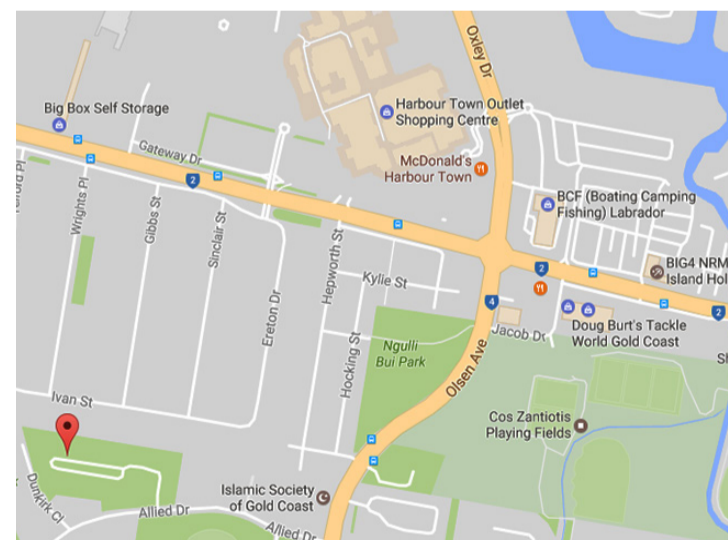 Oxley Dr
Big Box Self Storage
Harbour Town Outlet
Shopping Centre
Gateway Dr
McDonald's
Harbour Town
2
BCF (Boating Camping
Fishing) Labrador
Wrights Pl
Gibbs St
Sinclair St
Hepworth St
Ereton Dr
Kylie St
2
BIG4 NRM
Island Hol
4
2
Jacob Dr
Doug Burt's Tackle
World Gold Coast
Ngulli
Bui Park
Hocking St
Olsen Ave
Ivan St
Cos Zantiotis
Playing Fields
Dunkirk Cl
Islamic Society
of Gold Coast
Allied Dr
Allied Dr